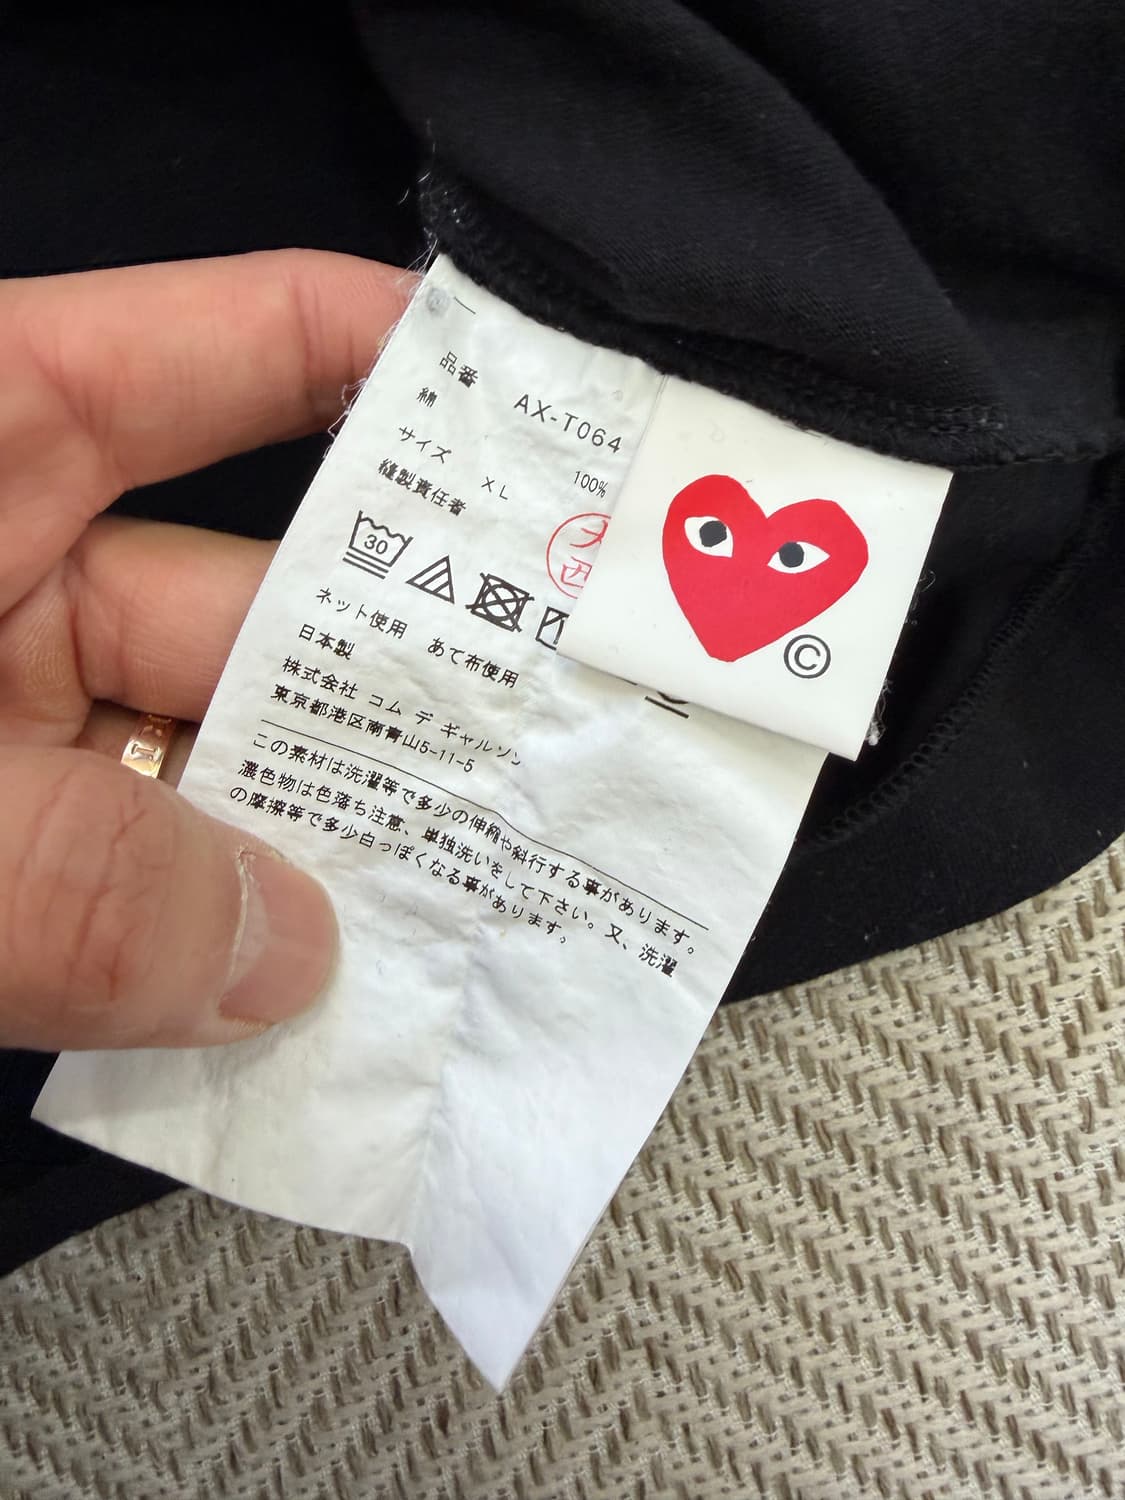 品番 AX-T064
綿 100%
サイズ XL
縫製責任者
大西
30
ネット使用 あて布使用
日本製
株式会社 コム デ ギャルソン
東京都港区南青山5-11-5
この素材は洗濯等で多少の伸縮や斜行する事があります。
濃色物は色落ち注意、単独洗いをして下さい。又、洗濯
の摩擦等で多少白っぽくなる事があります。
©